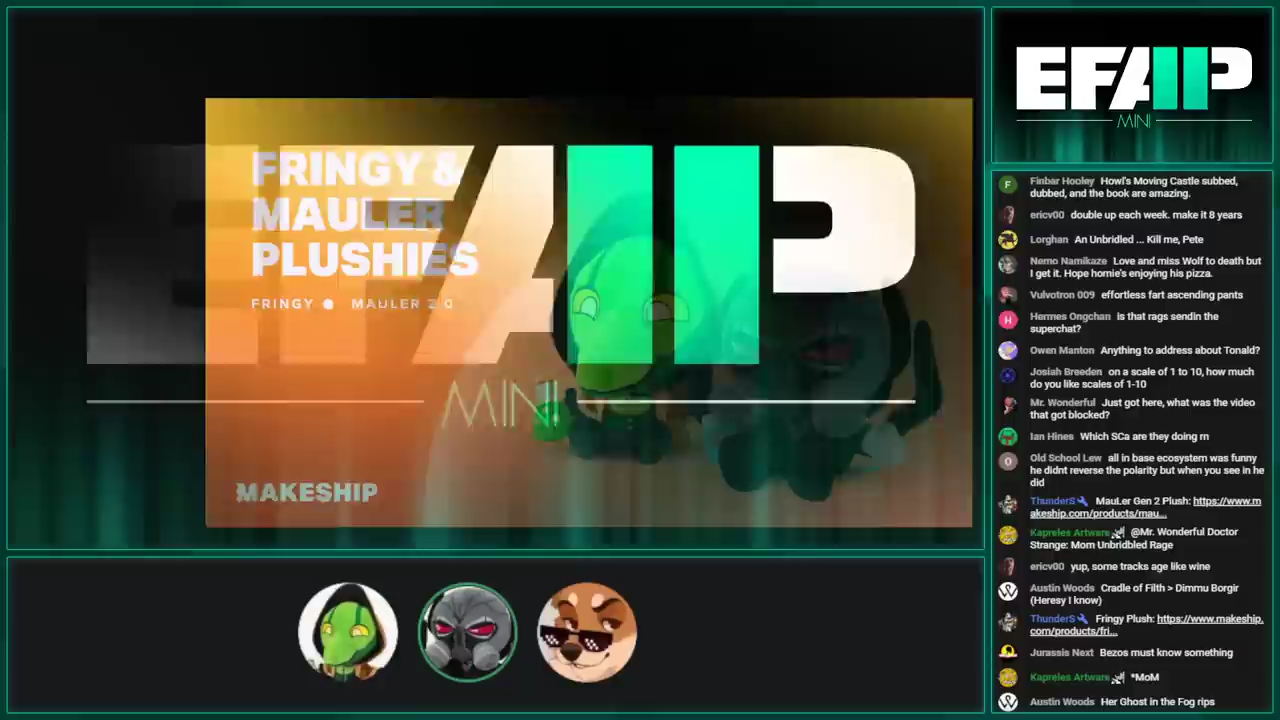 FRINGY &
MAULER
PLUSHIES
FRINGY ● MAULER 2.0
EFAP
MINI
MAKESHIP
EFAP
MINI
F
Finbar Hooley Howl's Moving Castle subbed,
dubbed, and the book are amazing.
ericv00 double up each week. make it 8 years
Lorghan An Unbridled ... Kill me, Pete
Nemo Namikaze Love and miss Wolf to death but
I get it. Hope homie's enjoying his pizza.
Vulvotron 009 effortless fart ascending pants
H
Hermes Ongchan is that rags sendin the
superchat?
Owen Manton Anything to address about Tonald?
Josiah Breeden on a scale of 1 to 10, how much
do you like scales of 1-10
Mr. Wonderful Just got here, what was the video
that got blocked?
Ian Hines Which SCa are they doing rn
O
Old School Lew all in base ecosystem was funny
he didnt reverse the polarity but when you see in he
did
ThunderS MauLer Gen 2 Plush: https://www.m
akeship.com/products/mau...
Kapreles Artwans @Mr. Wonderful Doctor
Strange: Mom Unbridbled Rage
ericv00 yup, some tracks age like wine
Austin Woods Cradle of Filth > Dimmu Borgir
(Heresy I know)
ThunderS Fringy Plush: https://www.makeship.
com/products/fri...
Jurassis Next Bezos must know something
Kapreles Artwans *MoM
Austin Woods Her Ghost in the Fog rips